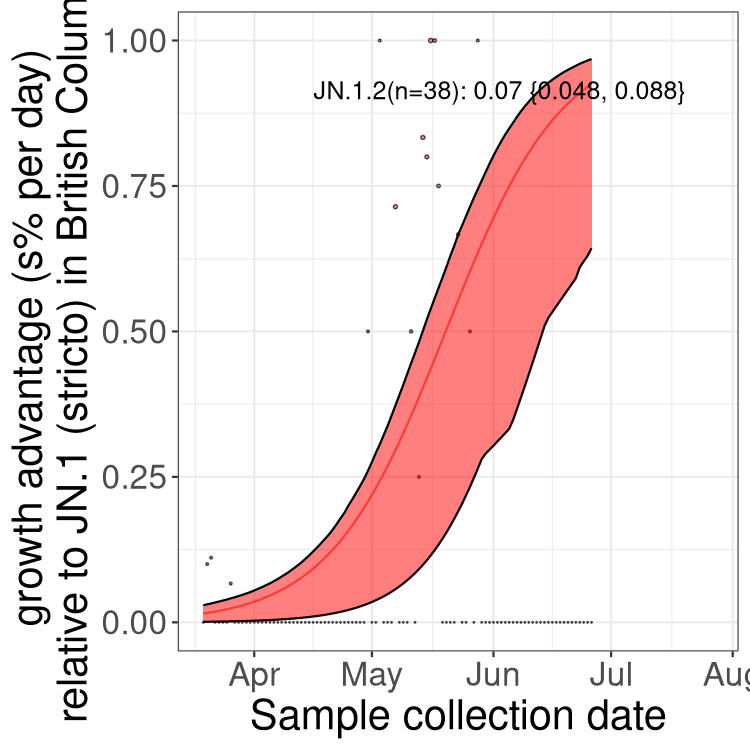 growth advantage (s% per day)
relative to JN.1 (stricto) in British Colum
1.00
0.75
0.50
0.25
0.00
JN.1.2(n=38): 0.07 {0.048, 0.088}
Apr May Jun Jul Aug
Sample collection date